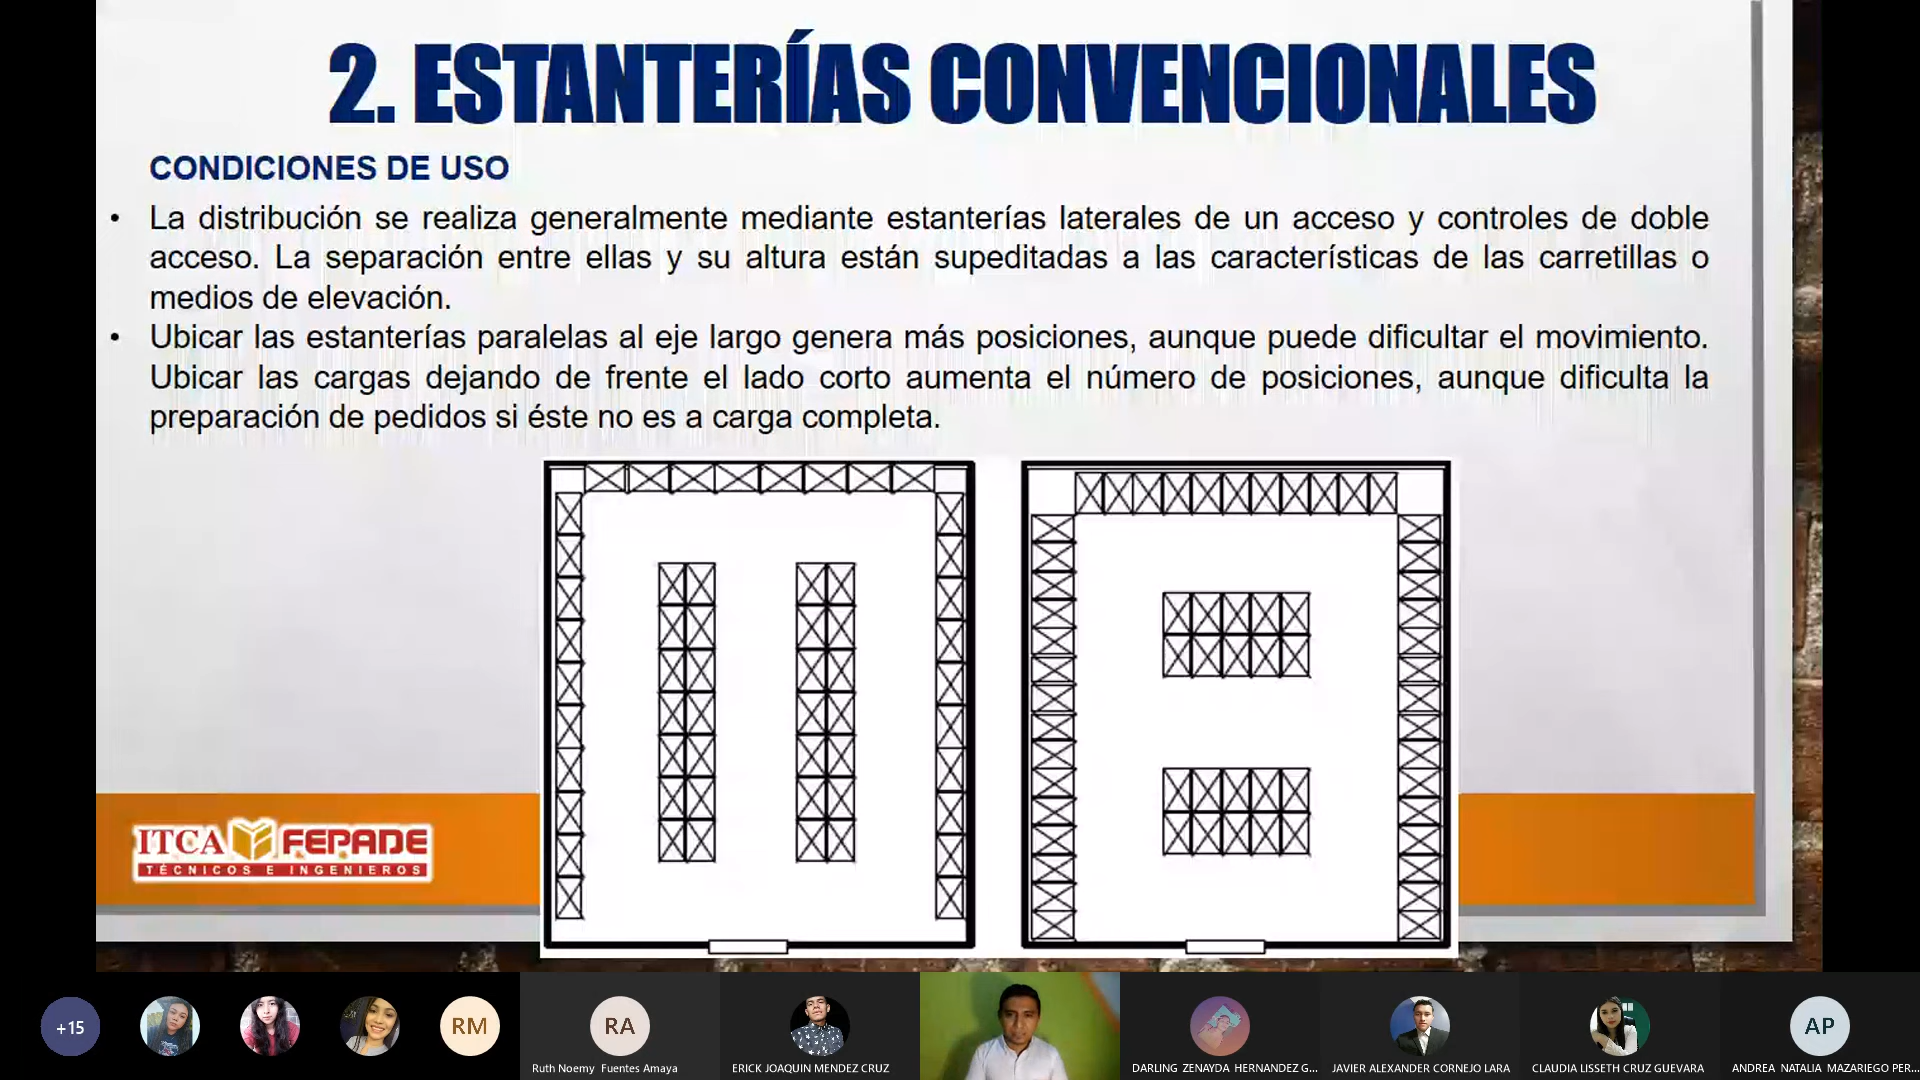 2. ESTANTERÍAS CONVENCIONALES
CONDICIONES DE USO
• La distribución se realiza generalmente mediante estanterías laterales de un acceso y controles de doble
acceso. La separación entre ellas y su altura están supeditadas a las características de las carretillas o
medios de elevación.
• Ubicar las estanterías paralelas al eje largo genera más posiciones, aunque puede dificultar el movimiento.
Ubicar las cargas dejando de frente el lado corto aumenta el número de posiciones, aunque dificulta la
preparación de pedidos si éste no es a carga completa.
ITCA FEPADE
TÉCNICOS E INGENIEROS
+15
RM
RA
AP
Ruth Noemy Fuentes Amaya
ERICK JOAQUIN MENDEZ CRUZ
DARLING ZENAYDA HERNANDEZ G...
JAVIER ALEXANDER CORNEJO LARA
CLAUDIA LISSETH CRUZ GUEVARA
ANDREA NATALIA MAZARIEGO PER...